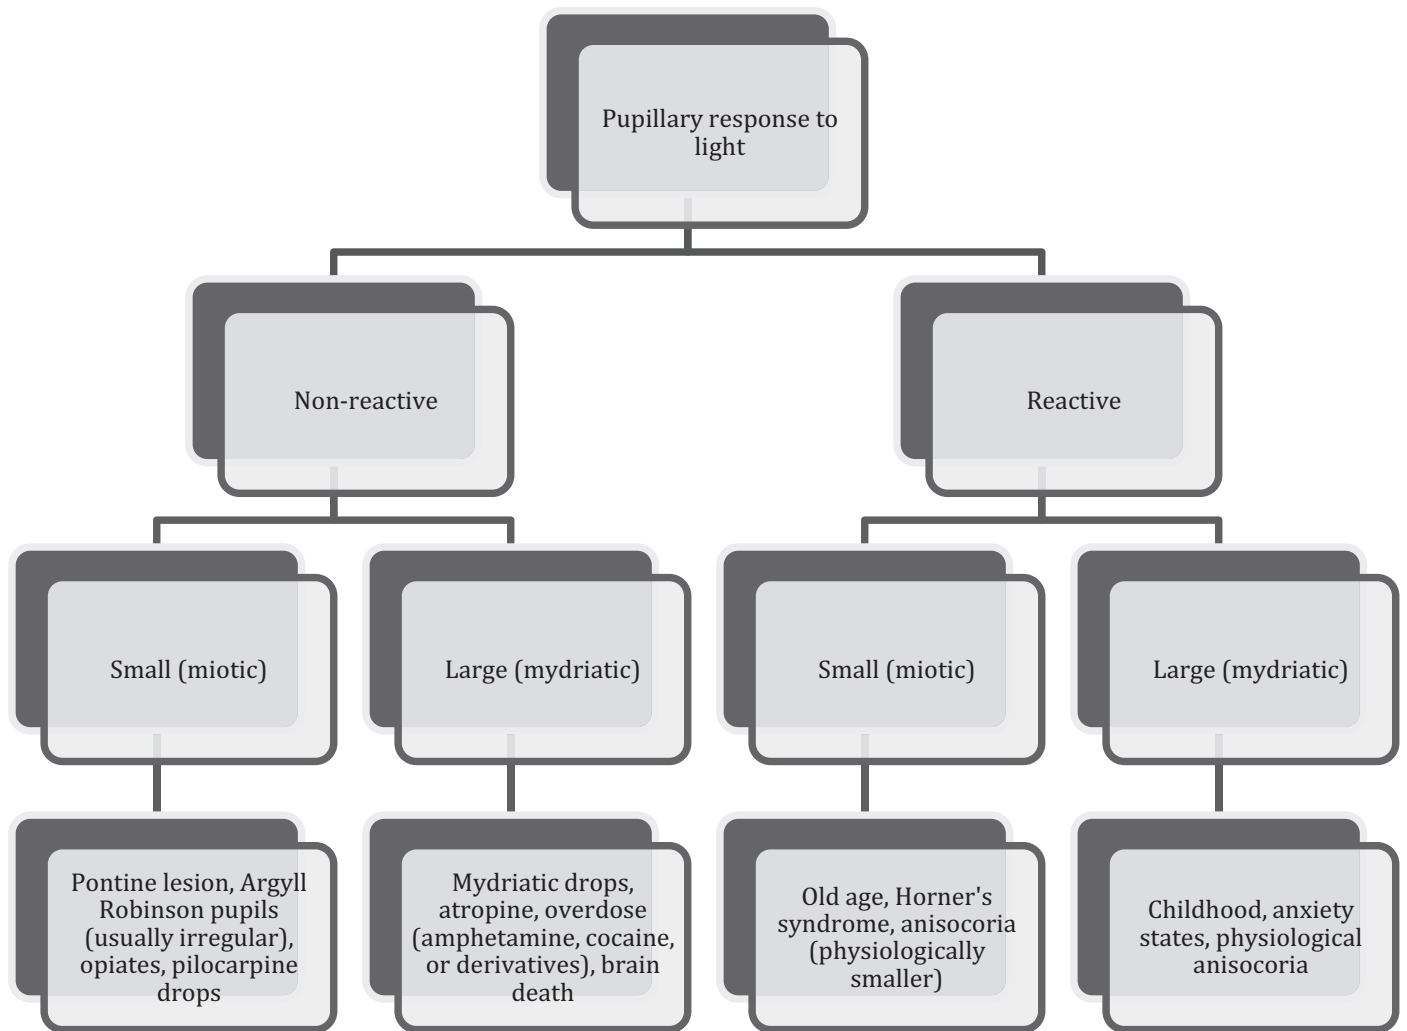 Pupillary response to
light
Non-reactive
Reactive
Small (miotic)
Large (mydriatic)
Small (miotic)
Large (mydriatic)
Pontine lesion, Argyll
Robinson pupils
(usually irregular),
opiates, pilocarpine
drops
Mydriatic drops,
atropine, overdose
(amphetamine, cocaine,
or derivatives), brain
death
Old age, Horner's
syndrome, anisocoria
(physiologically
smaller)
Childhood, anxiety
states, physiological
anisocoria